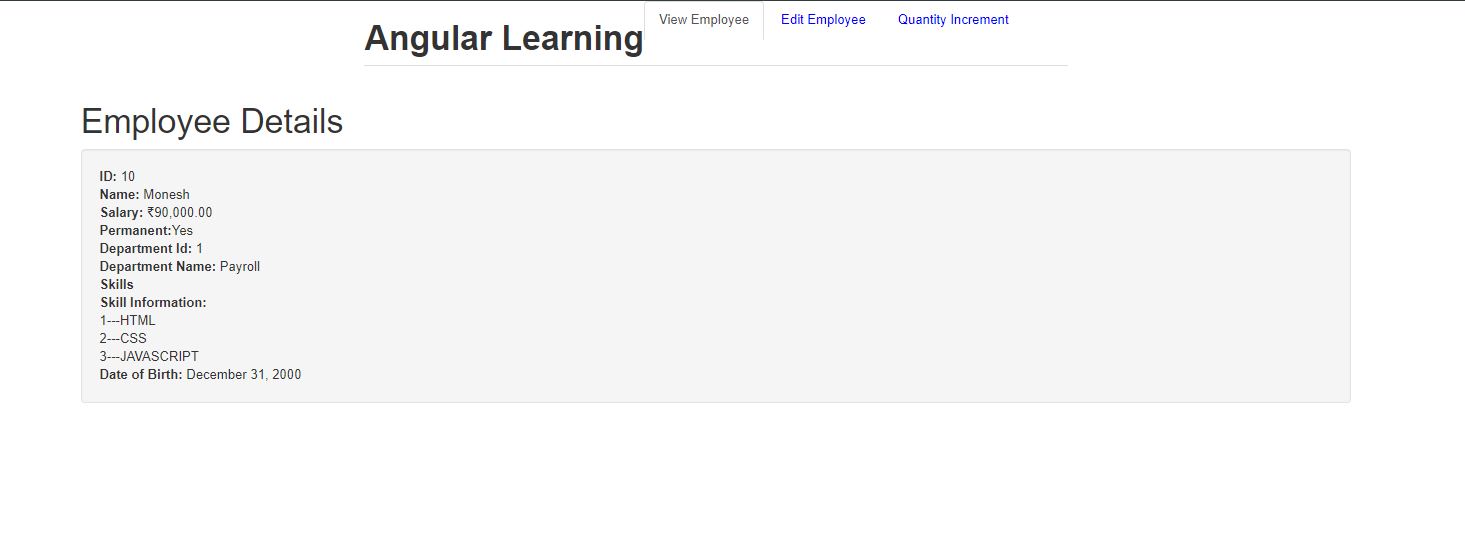 Angular Learning
View Employee
Edit Employee
Quantity Increment
Employee Details
ID: 10
Name: Monesh
Salary: ₹90,000.00
Permanent:Yes
Department Id: 1
Department Name: Payroll
Skills
Skill Information:
1---HTML
2---CSS
3---JAVASCRIPT
Date of Birth: December 31, 2000